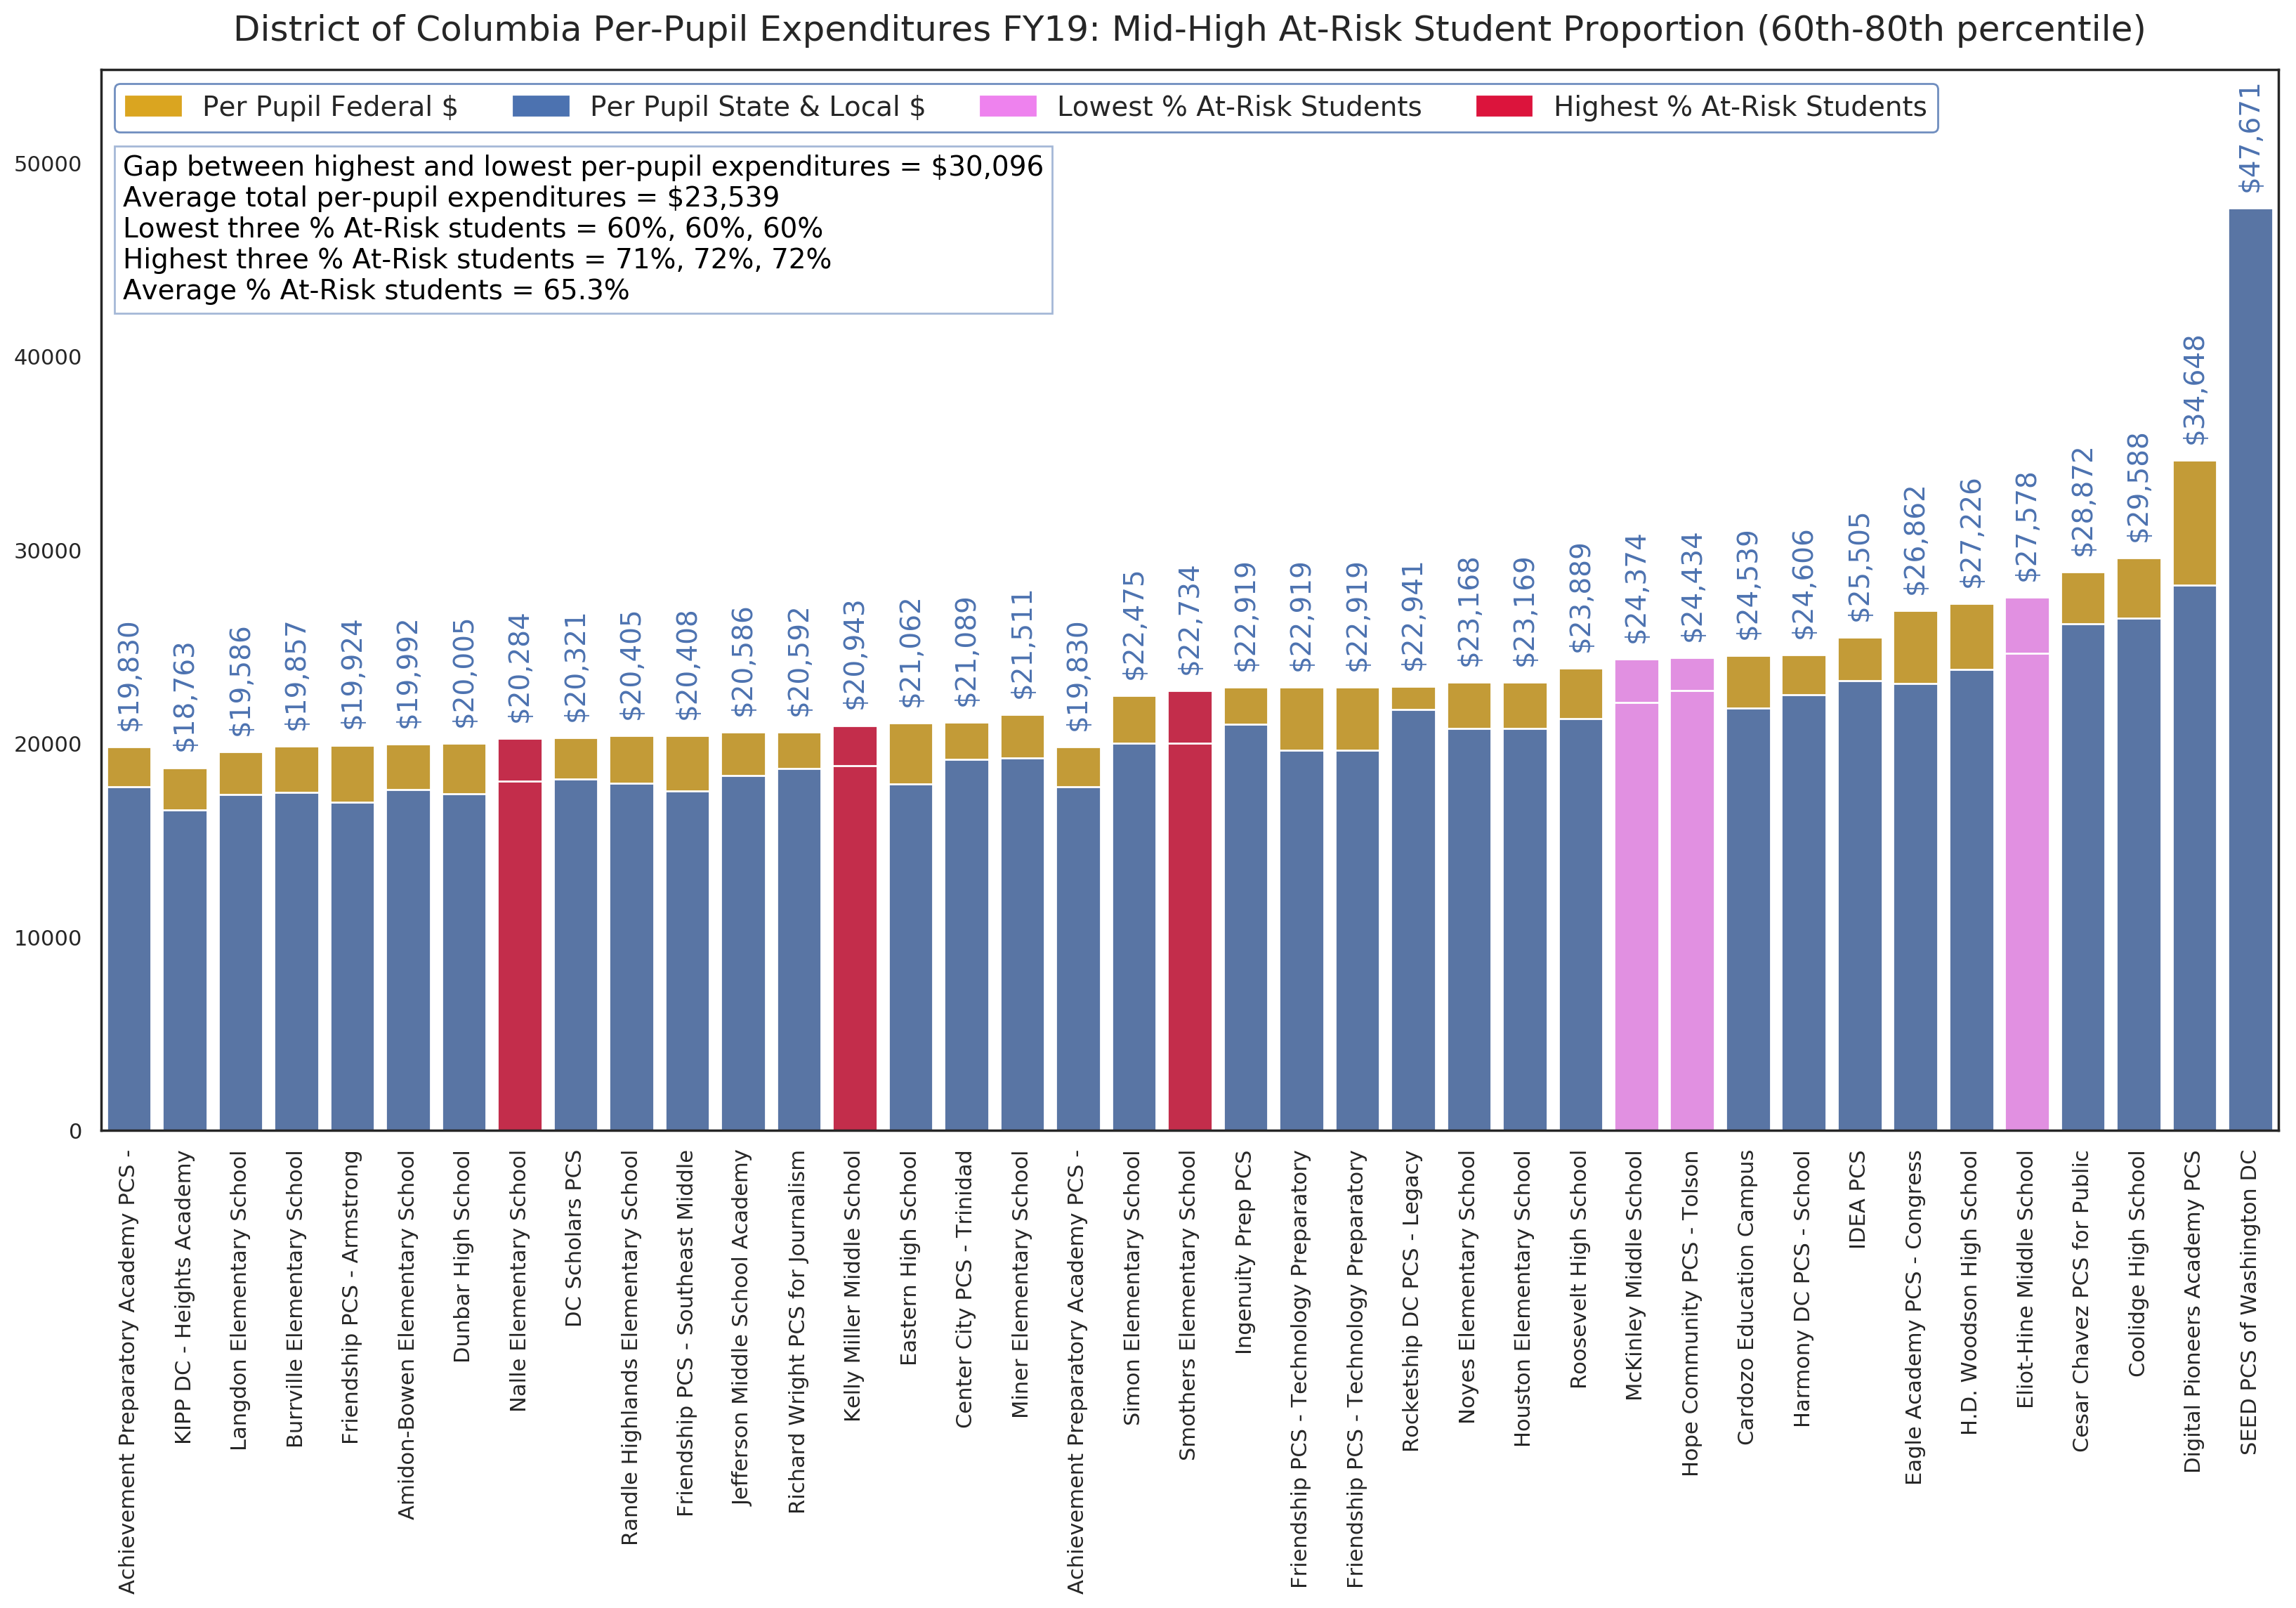 District of Columbia Per-Pupil Expenditures FY19: Mid-High At-Risk Student Proportion (60th-80th percentile)
Per Pupil Federal $
Per Pupil State & Local $
Lowest % At-Risk Students
Highest % At-Risk Students
Gap between highest and lowest per-pupil expenditures = $30,096
Average total per-pupil expenditures = $23,539
Lowest three % At-Risk students = 60%, 60%, 60%
Highest three % At-Risk students = 71%, 72%, 72%
Average % At-Risk students = 65.3%
50000
40000
30000
20000
10000
0
$19,830
$18,763
$19,586
$19,857
$19,924
$19,992
$20,005
$20,284
$20,321
$20,405
$20,408
$20,586
$20,592
$20,943
$21,062
$21,089
$21,511
$19,830
$22,475
$22,734
$22,919
$22,919
$22,919
$22,941
$23,168
$23,169
$23,889
$24,374
$24,434
$24,539
$24,606
$25,505
$26,862
$27,226
$27,578
$28,872
$29,588
$34,648
$47,671
Achievement Preparatory Academy PCS -
KIPP DC - Heights Academy
Langdon Elementary School
Burrville Elementary School
Friendship PCS - Armstrong
Amidon-Bowen Elementary School
Dunbar High School
Nalle Elementary School
DC Scholars PCS
Randle Highlands Elementary School
Friendship PCS - Southeast Middle
Jefferson Middle School Academy
Richard Wright PCS for Journalism
Kelly Miller Middle School
Eastern High School
Center City PCS - Trinidad
Miner Elementary School
Achievement Preparatory Academy PCS -
Simon Elementary School
Smothers Elementary School
Ingenuity Prep PCS
Friendship PCS - Technology Preparatory
Friendship PCS - Technology Preparatory
Rocketship DC PCS - Legacy
Noyes Elementary School
Houston Elementary School
Roosevelt High School
McKinley Middle School
Hope Community PCS - Tolson
Cardozo Education Campus
Harmony DC PCS - School
IDEA PCS
Eagle Academy PCS - Congress
H.D. Woodson High School
Eliot-Hine Middle School
Cesar Chavez PCS for Public
Coolidge High School
Digital Pioneers Academy PCS
SEED PCS of Washington DC